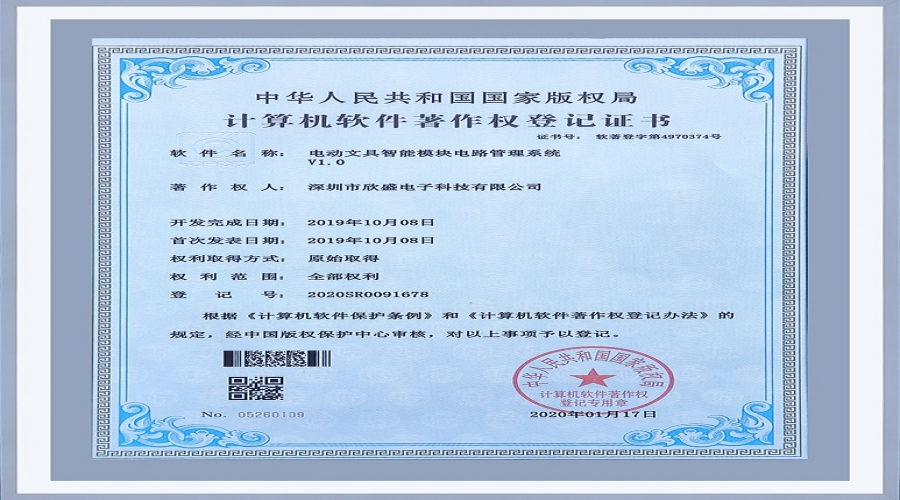 中华人民共和国国家版权局
计算机软件著作权登记证书
证书号： 软著登字第4970374号
软件名称： 电动文具智能模块电路管理系统
V1.0
著作权人： 深圳市欣盛电子科技有限公司
开发完成日期： 2019年10月08日
首次发表日期： 2019年10月08日
权利取得方式： 原始取得
权利范围： 全部权利
登记号： 2020SR0091678
根据《计算机软件保护条例》和《计算机软件著作权登记办法》的
规定，经中国版权保护中心审核，对以上事项予以登记。
中华人民共和国国家版权局
计算机软件著作权
登记专用章
No. 05260139
2020年01月17日